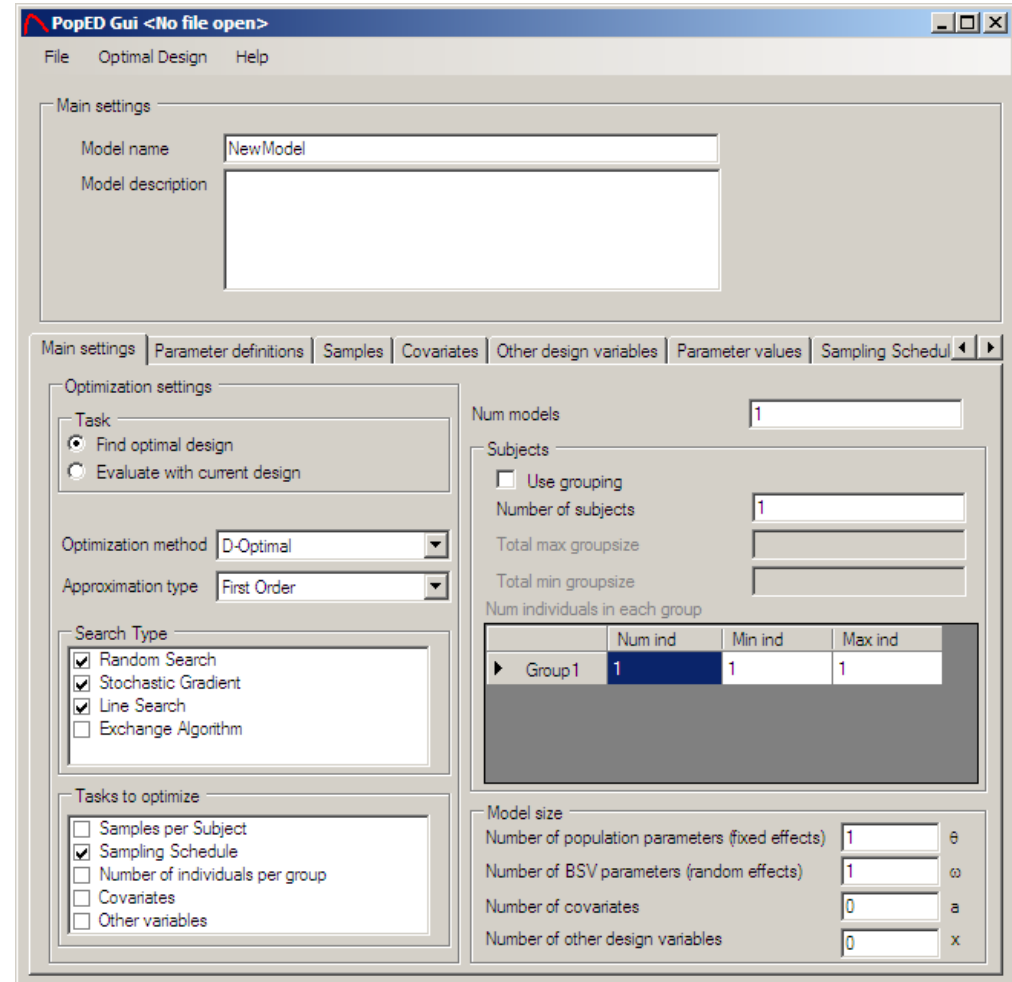 PopED Gui <No file open>
File Optimal Design Help
Main settings
Model name NewModel
Model description
Main settings Parameter definitions Samples Covariates Other design variables Parameter values Sampling Schedul
Optimization settings
Task
Find optimal design
Evaluate with current design
Optimization method D-Optimal
Approximation type First Order
Search Type
Random Search
Stochastic Gradient
Line Search
Exchange Algorithm
Tasks to optimize
Samples per Subject
Sampling Schedule
Number of individuals per group
Covariates
Other variables
Num models 1
Subjects
Use grouping
Number of subjects 1
Total max groupsize
Total min groupsize
Num individuals in each group
Num ind Min ind Max ind
Group1 1 1 1
Model size
Number of population parameters (fixed effects) 1 θ
Number of BSV parameters (random effects) 1 ω
Number of covariates 0 a
Number of other design variables 0 x